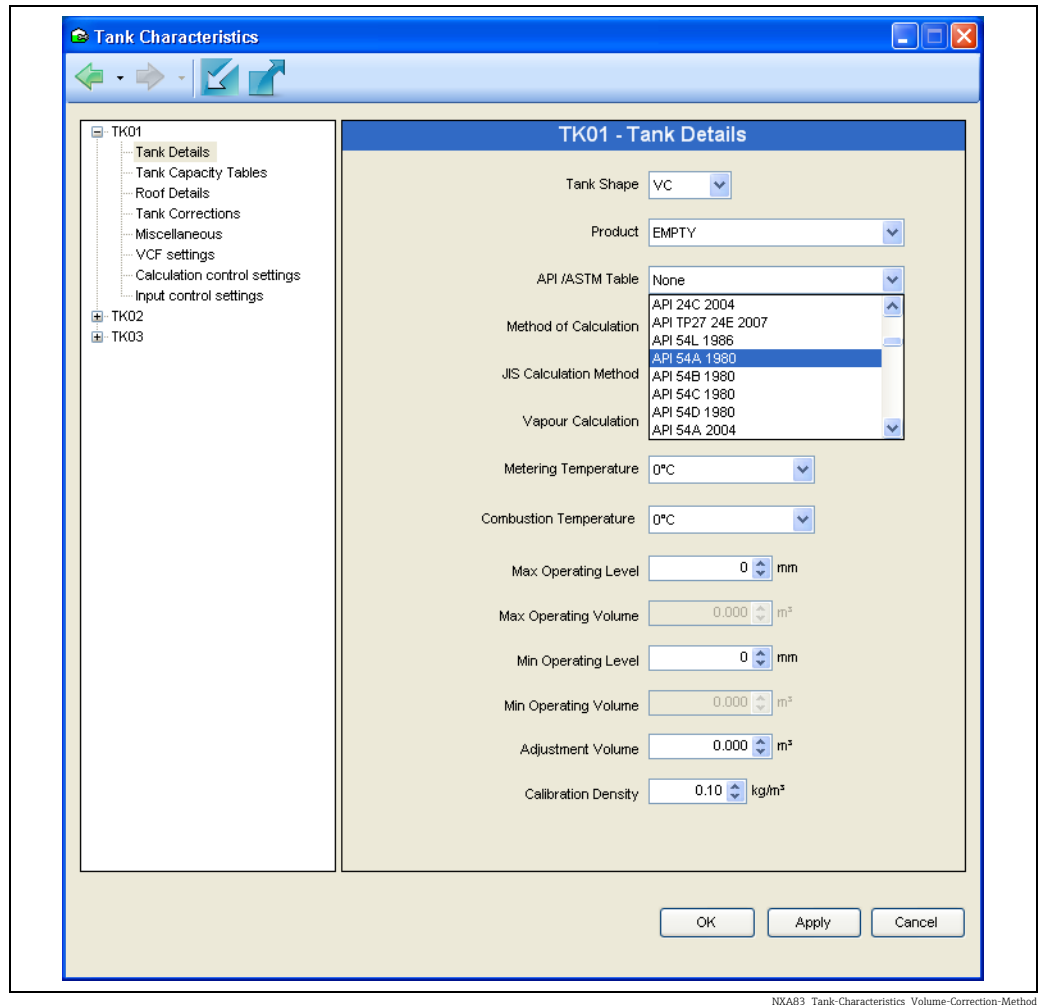 Tank Characteristics
TK01
Tank Details
Tank Capacity Tables
Roof Details
Tank Corrections
Miscellaneous
VCF settings
Calculation control settings
Input control settings
TK02
TK03
TK01 - Tank Details
Tank Shape VC
Product EMPTY
API /ASTM Table None
API 24C 2004
API TP27 24E 2007
API 54L 1986
API 54A 1980
API 54B 1980
API 54C 1980
API 54D 1980
API 54A 2004
Method of Calculation
JIS Calculation Method
Vapour Calculation
Metering Temperature 0°C
Combustion Temperature 0°C
Max Operating Level 0 mm
Max Operating Volume 0.000 m³
Min Operating Level 0 mm
Min Operating Volume 0.000 m³
Adjustment Volume 0.000 m³
Calibration Density 0.10 kg/m³
OK Apply Cancel
NXA83_Tank-Characteristics_Volume-Correction-Method